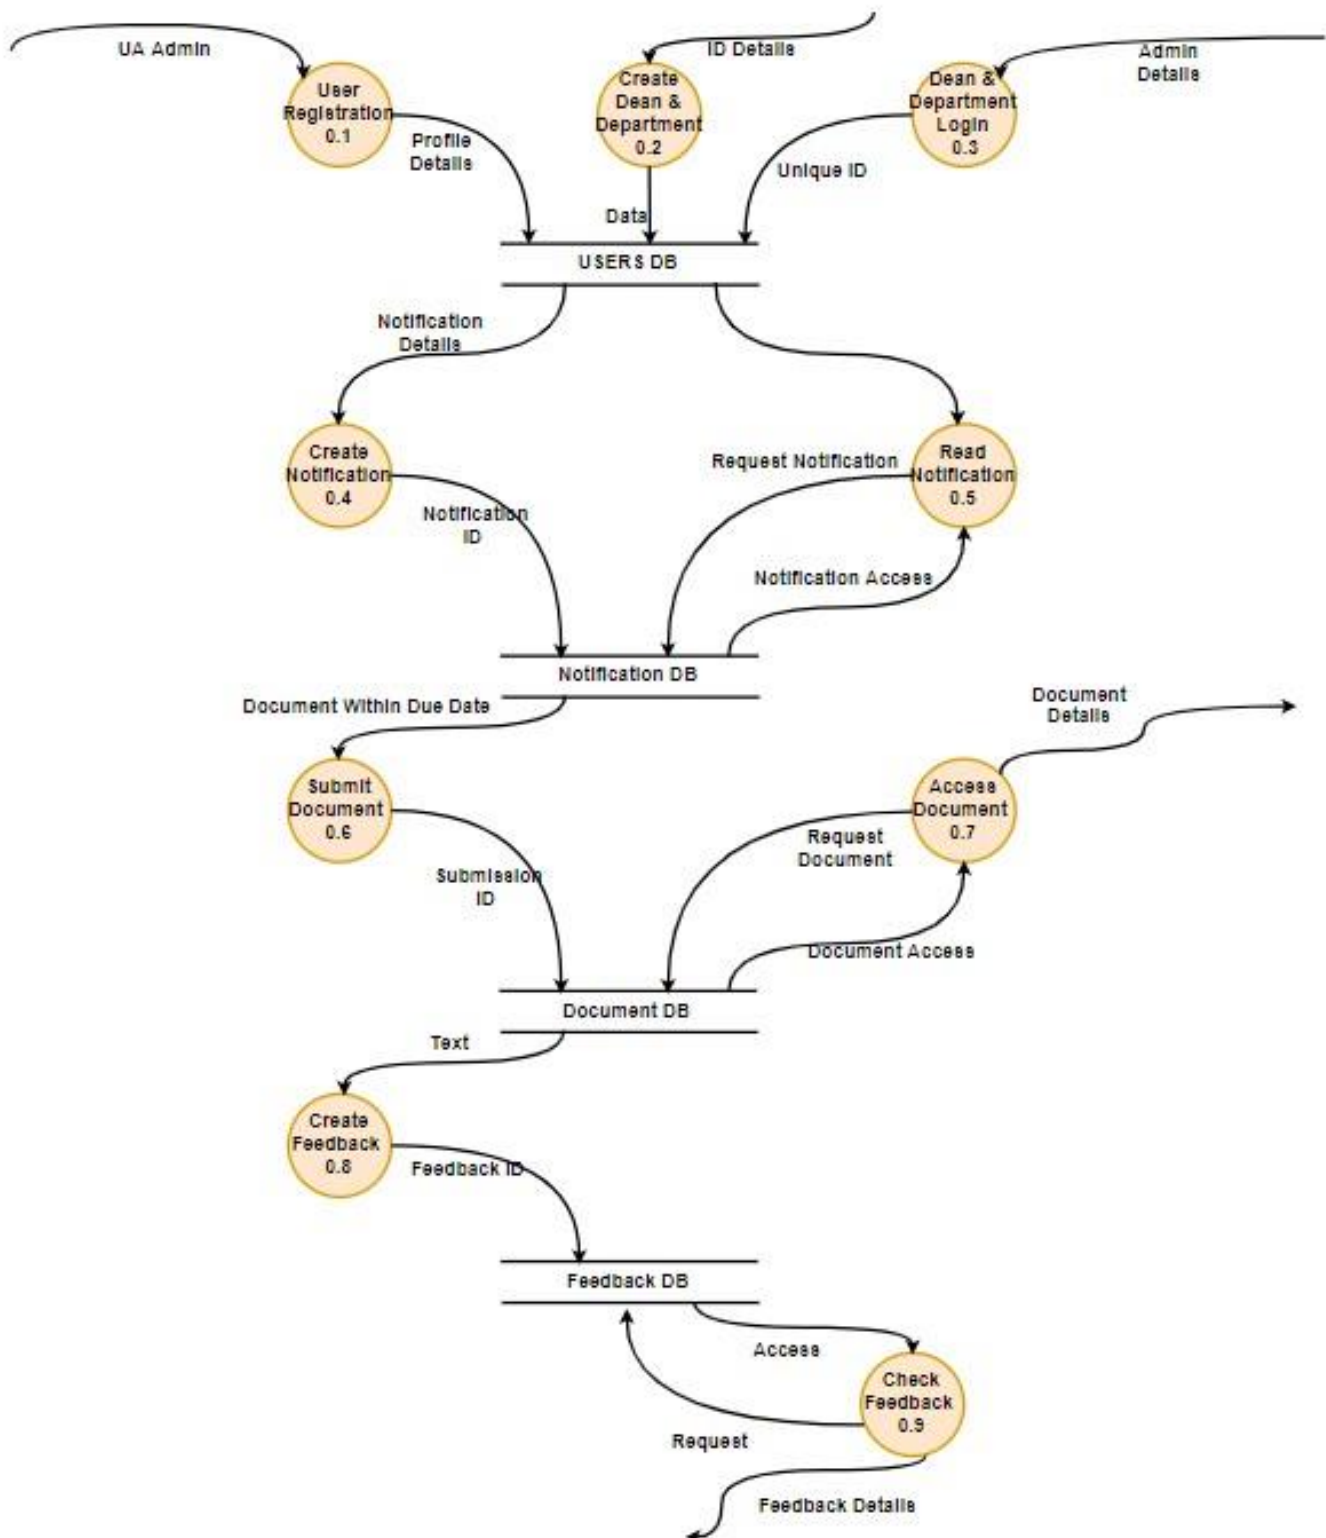 UA Admin
ID Details
Admin
Details
User
Registration
0.1
Create
Dean &
Department
0.2
Dean &
Department
Login
0.3
Profile
Details
Data
Unique ID
USERS DB
Notification
Details
Create
Notification
0.4
Request Notification
Read
Notification
0.5
Notification
ID
Notification Access
Notification DB
Document Within Due Date
Document
Details
Submit
Document
0.6
Access
Document
0.7
Request
Document
Submission
ID
Document Access
Document DB
Text
Create
Feedback
0.8
Feedback ID
Feedback DB
Access
Check
Feedback
0.9
Request
Feedback Details